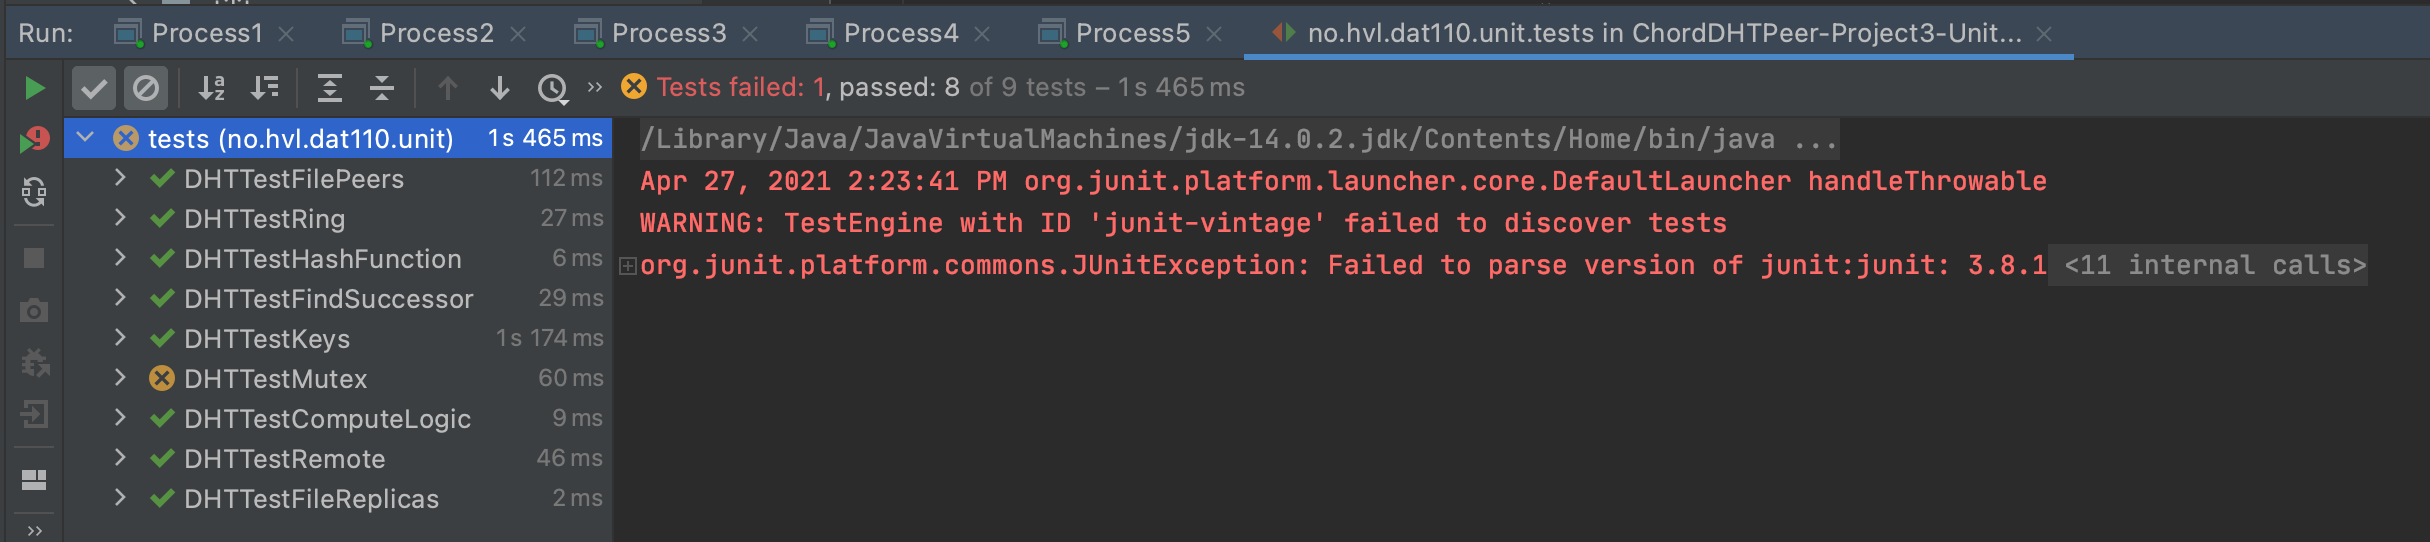 Run: Process1 Process2 Process3 Process4 Process5 no.hvl.dat110.unit.tests in ChordDHTPeer-Project3-Unit...
Tests failed: 1, passed: 8 of 9 tests – 1 s 465 ms
tests (no.hvl.dat110.unit) 1 s 465 ms
DHTTestFilePeers 112 ms
DHTTestRing 27 ms
DHTTestHashFunction 6 ms
DHTTestFindSuccessor 29 ms
DHTTestKeys 1 s 174 ms
DHTTestMutex 60 ms
DHTTestComputeLogic 9 ms
DHTTestRemote 46 ms
DHTTestFileReplicas 2 ms
/Library/Java/JavaVirtualMachines/jdk-14.0.2.jdk/Contents/Home/bin/java ...
Apr 27, 2021 2:23:41 PM org.junit.platform.launcher.core.DefaultLauncher handleThrowable
WARNING: TestEngine with ID 'junit-vintage' failed to discover tests
org.junit.platform.commons.JUnitException: Failed to parse version of junit:junit: 3.8.1 <11 internal calls>